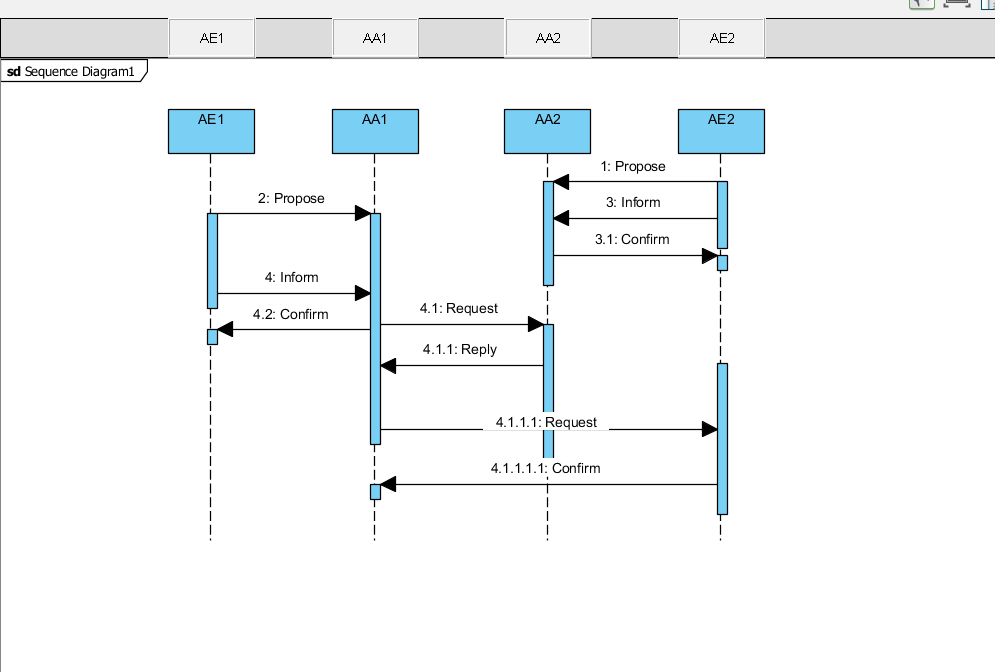 AE1 AA1 AA2 AE2
sd Sequence Diagram1
AE1 AA1 AA2 AE2
1: Propose
2: Propose
3: Inform
3.1: Confirm
4: Inform
4.1: Request
4.2: Confirm
4.1.1: Reply
4.1.1.1: Request
4.1.1.1.1: Confirm